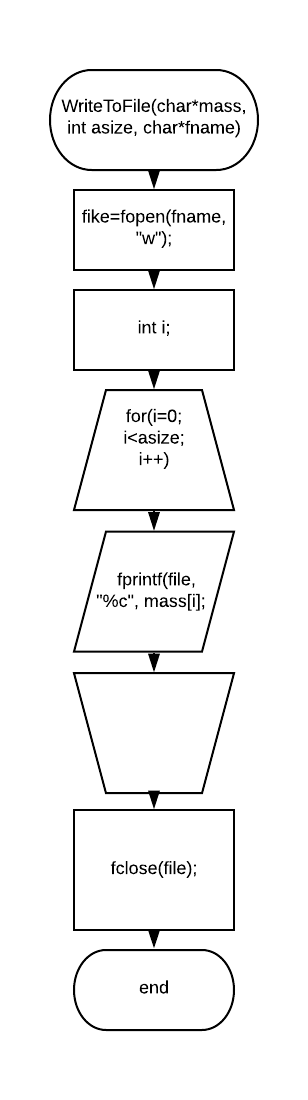 WriteToFile(char*mass,
int asize, char*fname)
fike=fopen(fname,
"w");
int i;
for(i=0;
i<asize;
i++)
fprintf(file,
"%c", mass[i];
fclose(file);
end